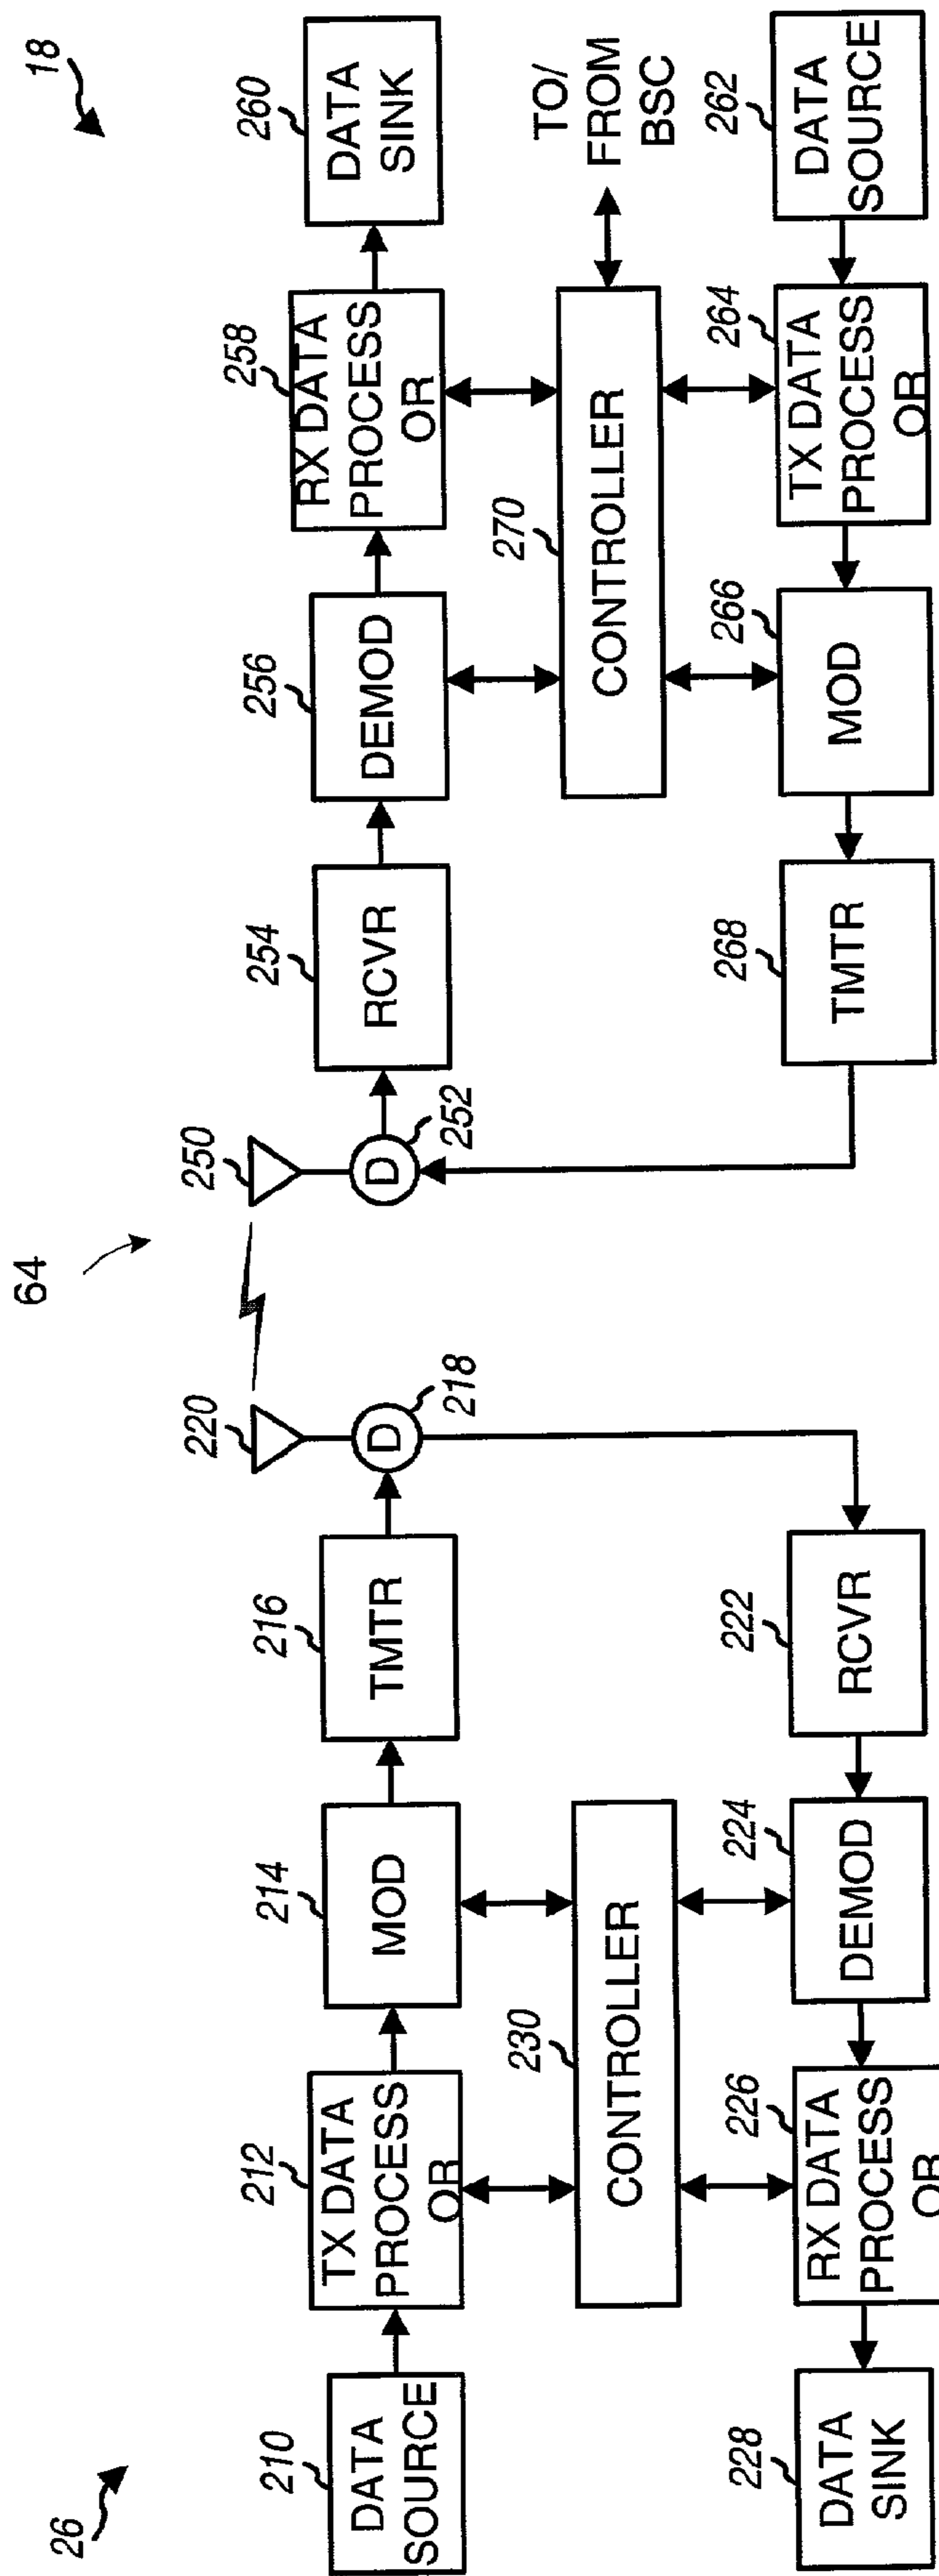 26
64
18
210
DATA
SOURCE
212
TX DATA
PROCESS
OR
214
MOD
216
TMTR
220
D
218
250
D
252
254
RCVR
256
DEMOD
258
RX DATA
PROCESS
OR
260
DATA
SINK
230
CONTROLLER
270
CONTROLLER
TO/
FROM
BSC
228
DATA
SINK
226
RX DATA
PROCESS
OR
224
DEMOD
222
RCVR
268
TMTR
266
MOD
264
TX DATA
PROCESS
OR
262
DATA
SOURCE